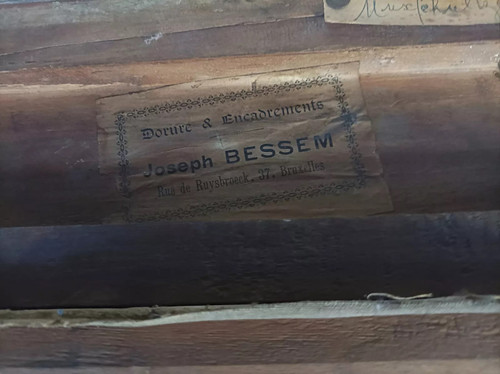 Dorure & Encadrements
Joseph BESSEM
Rue de Ruysbroeck, 37, Bruxelles